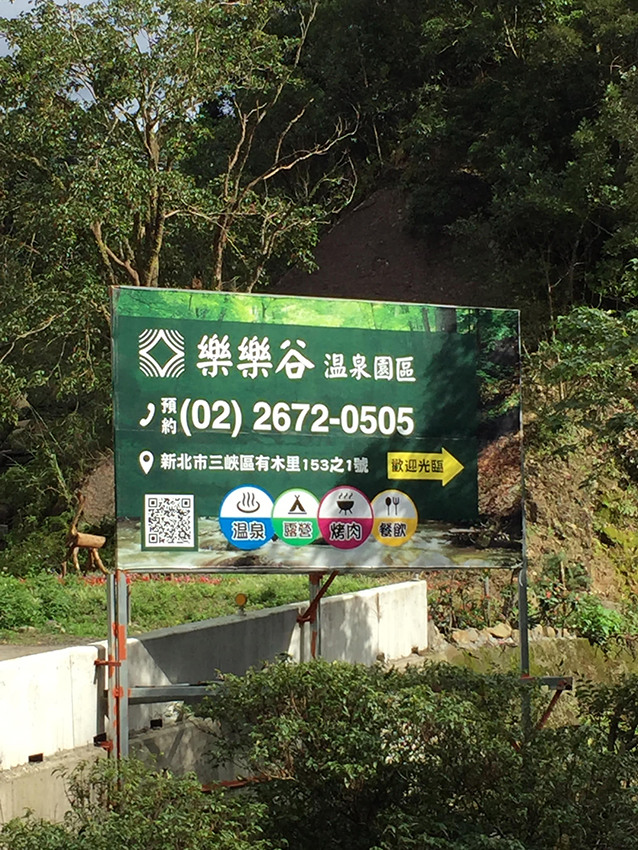 樂樂谷 温泉園區
預約 (02) 2672-0505
新北市三峽區有木里153之1號
歡迎光臨
温泉 露營 烤肉 餐飲